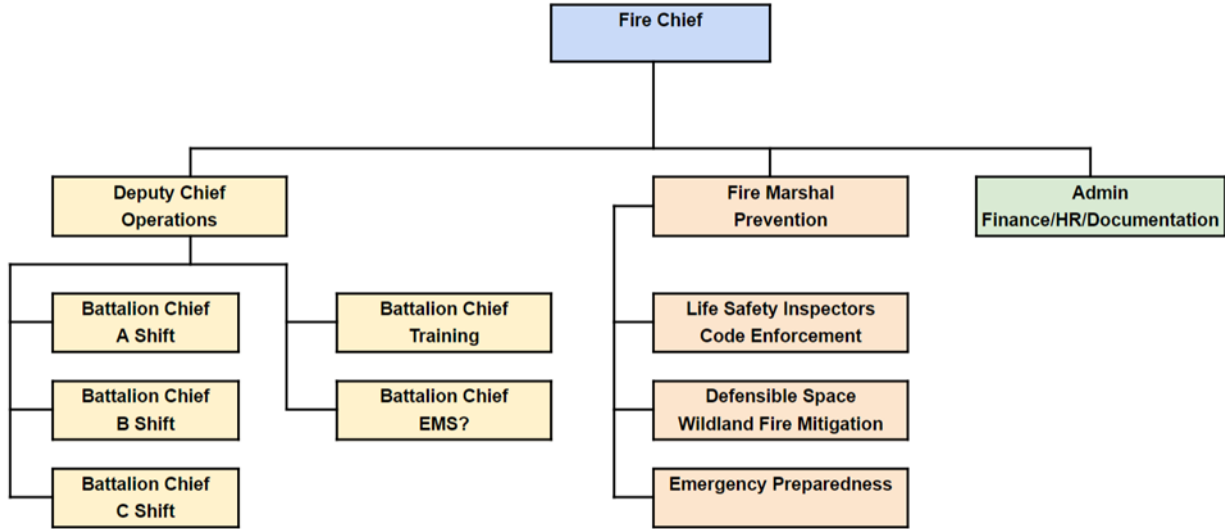 Fire Chief
Deputy Chief
Operations
Fire Marshal
Prevention
Admin
Finance/HR/Documentation
Battalion Chief
A Shift
Battalion Chief
Training
Life Safety Inspectors
Code Enforcement
Battalion Chief
B Shift
Battalion Chief
EMS?
Defensible Space
Wildland Fire Mitigation
Battalion Chief
C Shift
Emergency Preparedness